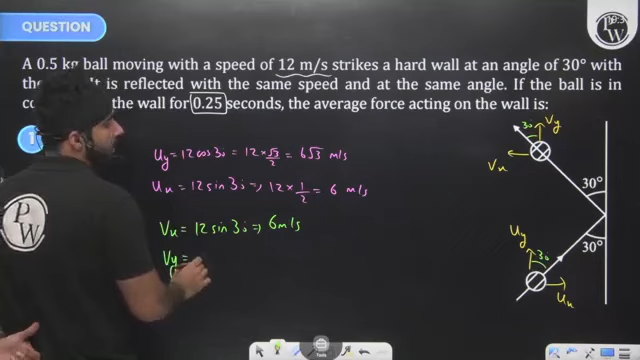 QUESTION
A 0.5 kg ball moving with a speed of 12 m/s strikes a hard wall at an angle of 30° with
the It is reflected with the same speed and at the same angle. If the ball is in
the wall for 0.25 seconds, the average force acting on the wall is:
Uy = 12 cos 30 = 12 × √3/2 = 6√3 m/s
Ux = 12 sin 30 => 12 × 1/2 = 6 m/s
Vx = 12 sin 30 => 6 m/s
Vy =
30
Vy
Vx
30°
30°
Uy
30
Ux
PW
Tools